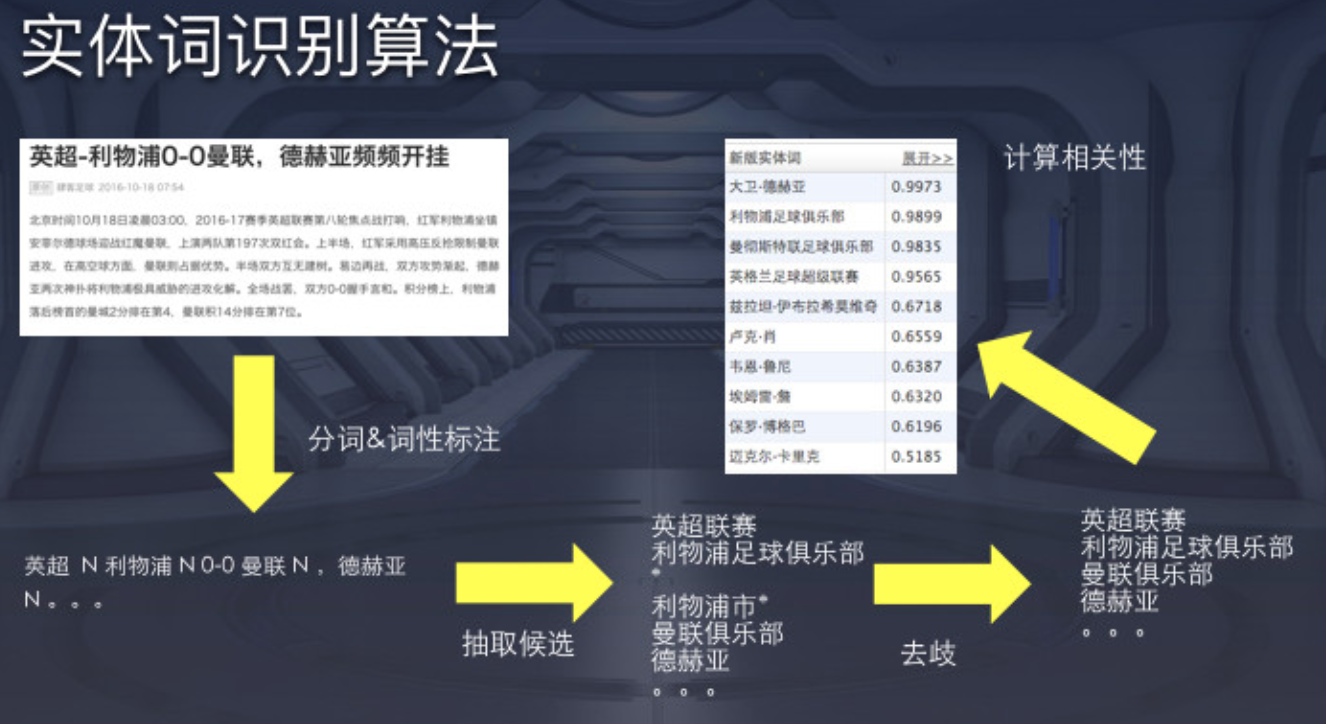 实体词识别算法
英超-利物浦0-0曼联，德赫亚频频开挂
原创 肆客足球 2016-10-18 07:54
北京时间10月18日凌晨03:00，2016-17赛季英超联赛第八轮焦点战打响，红军利物浦坐镇
安菲尔德球场迎战红魔曼联，上演两队第197次双红会。上半场，红军采用高压反抢限制曼联
进攻，在高空球方面，曼联则占据优势。半场双方互无建树。易边再战，双方攻势渐起，德赫
亚两次神扑将利物浦极具威胁的进攻化解。全场战罢，双方0-0握手言和。积分榜上，利物浦
落后榜首的曼城2分排在第4，曼联积14分排在第7位。
分词&词性标注
英超 N 利物浦 N 0-0 曼联 N ，德赫亚
N 。。。
抽取候选
英超联赛
利物浦足球俱乐部
*
利物浦市*
曼联俱乐部
德赫亚
。。。
去歧
英超联赛
利物浦足球俱乐部
曼联俱乐部
德赫亚
。。。
计算相关性
新版实体词 展开>>
大卫·德赫亚 0.9973
利物浦足球俱乐部 0.9899
曼彻斯特联足球俱乐部 0.9835
英格兰足球超级联赛 0.9565
兹拉坦·伊布拉希莫维奇 0.6718
卢克·肖 0.6559
韦恩·鲁尼 0.6387
埃姆雷·詹 0.6320
保罗·博格巴 0.6196
迈克尔·卡里克 0.5185